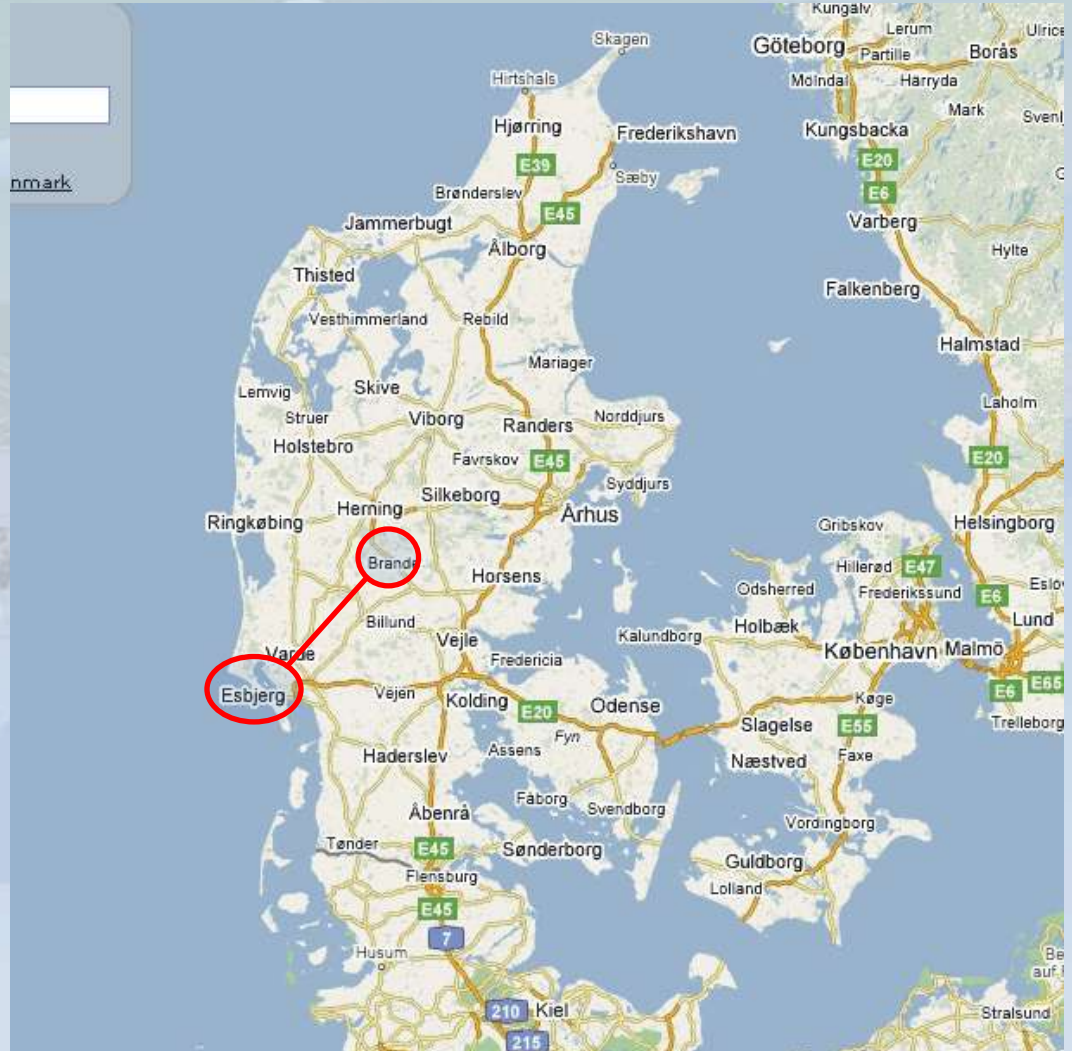 Kungälv
Lerum
Ulrice
Skagen
Göteborg
Partille
Borås
Hirtshals
Mölndal
Härryda
Mark
Svenl
Hjørring
Frederikshavn
Kungsbacka
E39
E20
Sæby
nmark
E6
Brønderslev
E45
Jammerbugt
Varberg
Ålborg
Hylte
Thisted
Falkenberg
Vesthimmerland
Rebild
Halmstad
Mariager
Lemvig
Skive
Laholm
Struer
Viborg
Randers
Norddjurs
Holstebro
Favrskov
E45
E20
Syddjurs
Silkeborg
Herning
Århus
Ringkøbing
Gribskov
Helsingborg
Brande
Hillerød
E47
Horsens
Odsherred
Frederikssund
E6
Eslöv
Billund
Holbæk
Lund
Vejle
Kalundborg
København
Malmö
Varde
Fredericia
Esbjerg
Vejen
Kolding
E20
Odense
Køge
E6
E65
Slagelse
E55
Trelleborg
Fyn
Haderslev
Assens
Næstved
Faxe
Fåborg
Svendborg
Åbenrå
Vordingborg
Tønder
E45
Sønderborg
Guldborg
Flensburg
Lolland
E45
7
Husum
Be
auf
210
Kiel
Stralsund
215